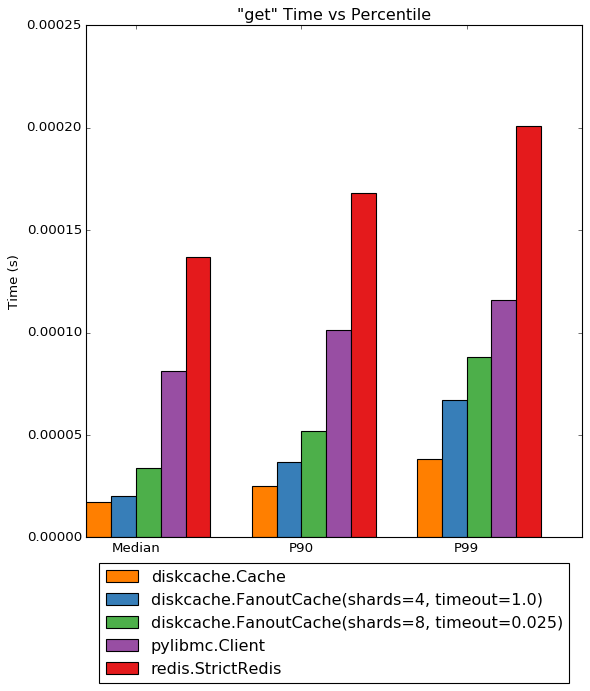 "get" Time vs Percentile
0.00025
0.00020
0.00015
0.00010
0.00005
0.00000
Time (s)
Median P90 P99
diskcache.Cache
diskcache.FanoutCache(shards=4, timeout=1.0)
diskcache.FanoutCache(shards=8, timeout=0.025)
pylibmc.Client
redis.StrictRedis